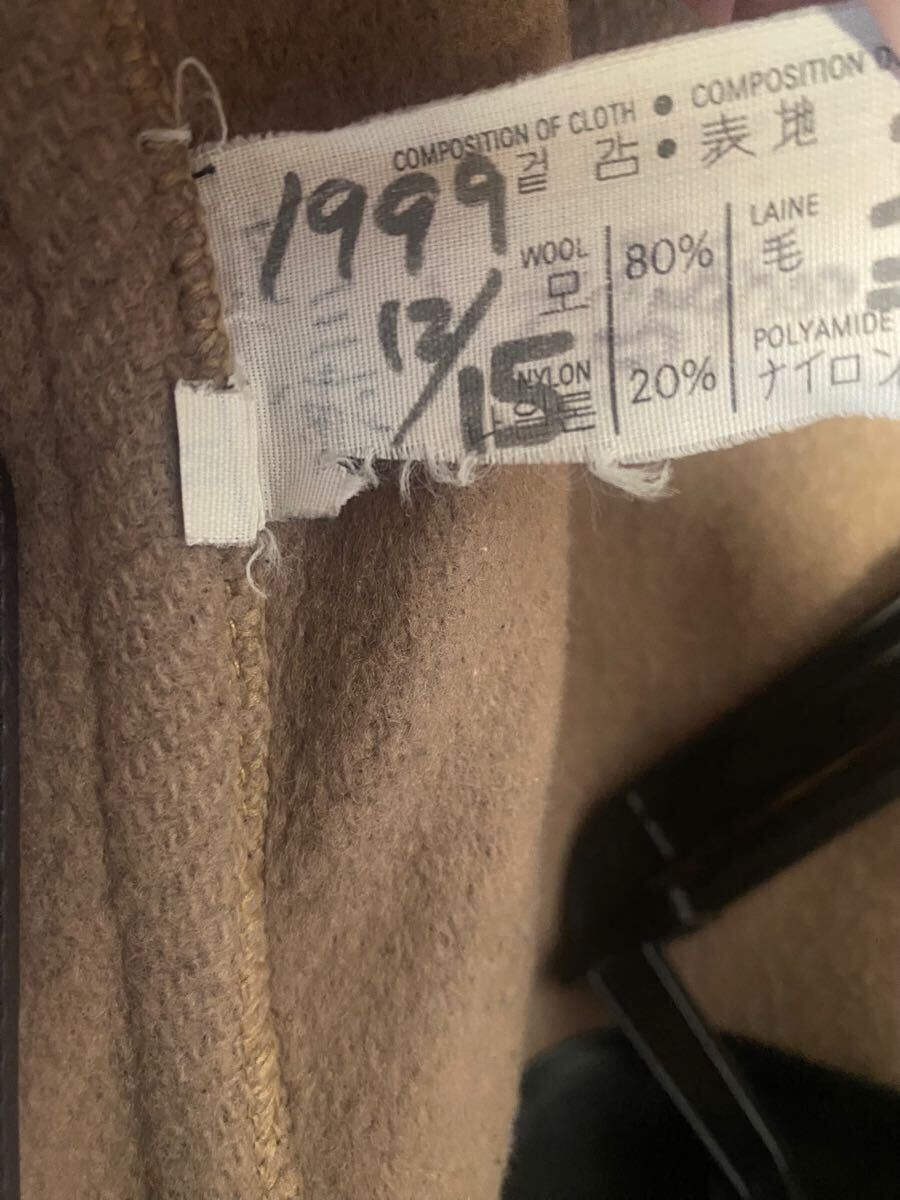 COMPOSITION OF CLOTH ● COMPOSITION
겉 감 ● 表地
1999
12/15
WOOL 80% LAINE
모 毛
NYLON 20% POLYAMIDE
나일론 ナイロン